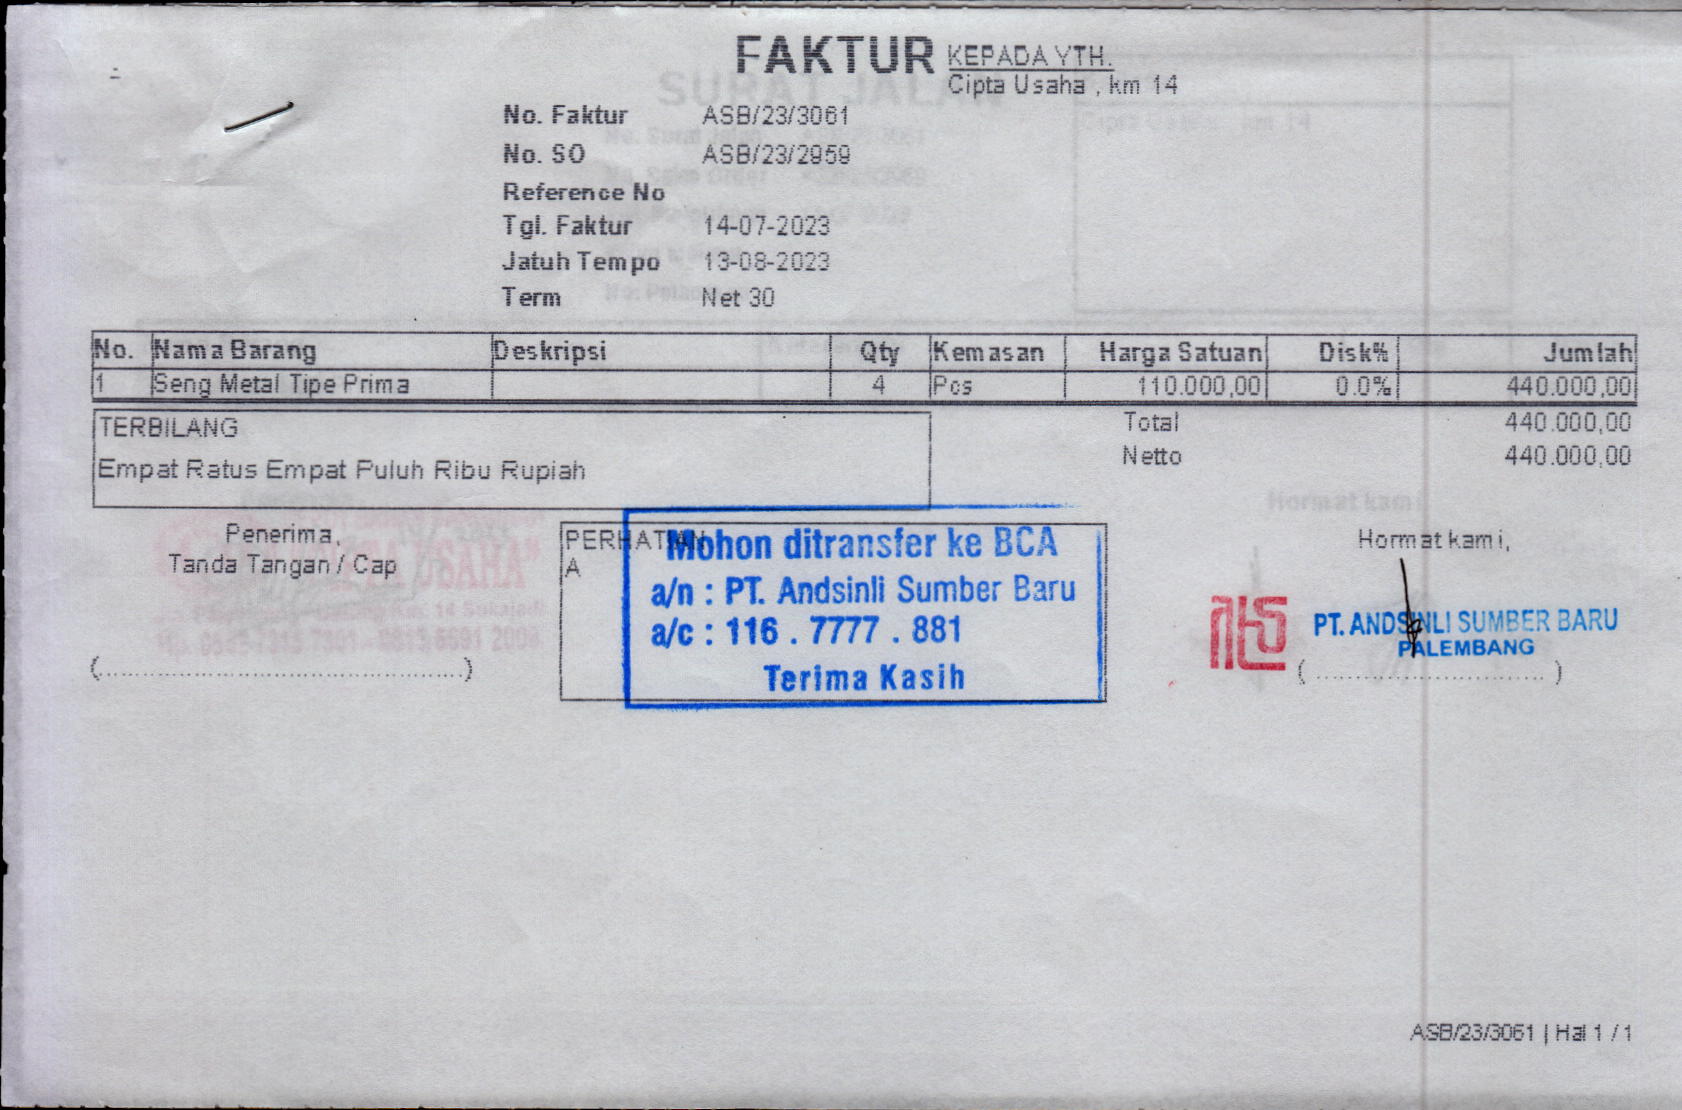 FAKTUR
KEPADA YTH.
Cipta Usaha , km 14
No. Faktur ASB/23/3061
No. SO ASB/23/2959
Reference No
Tgl. Faktur 14-07-2023
Jatuh Tempo 13-08-2023
Term Net 30
No. Nama Barang Deskripsi Qty Kemasan Harga Satuan Disk% Jumlah
1 Seng Metal Tipe Prima 4 Pcs 110.000,00 0.0% 440.000,00
TERBILANG
Empat Ratus Empat Puluh Ribu Rupiah
Total 440.000,00
Netto 440.000,00
Penerima,
Tanda Tangan / Cap
(..........................................)
PERHATIAN
A
Mohon ditransfer ke BCA
a/n : PT. Andsinli Sumber Baru
a/c : 116 . 7777 . 881
Terima Kasih
Hormat kami,
PT. ANDSINLI SUMBER BARU
PALEMBANG
( ............................ )
ASB/23/3061 | Hal 1 / 1